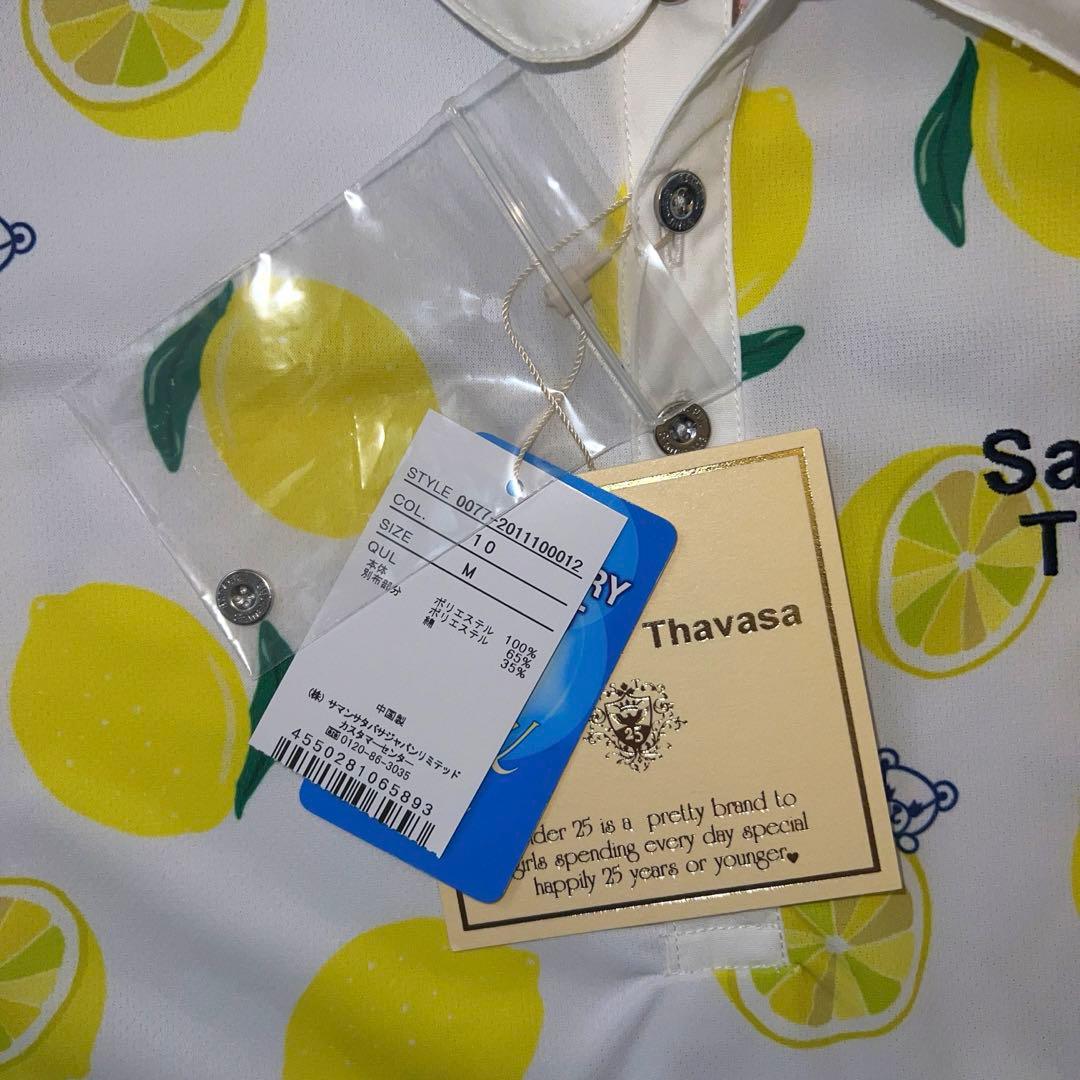 Sa
T
STYLE 0077-2011100012
COL. 10
SIZE M
QUL
本体 ポリエステル 100%
別布部分 ポリエステル 65%
綿 35%
中国製
(株) サマンサタバサジャパンリミテッド
カスタマーセンター
0120-86-3035
4550281065893
RY
Thavasa
25
der 25 is a pretty brand to
girls spending every day special
happily 25 years or younger♥